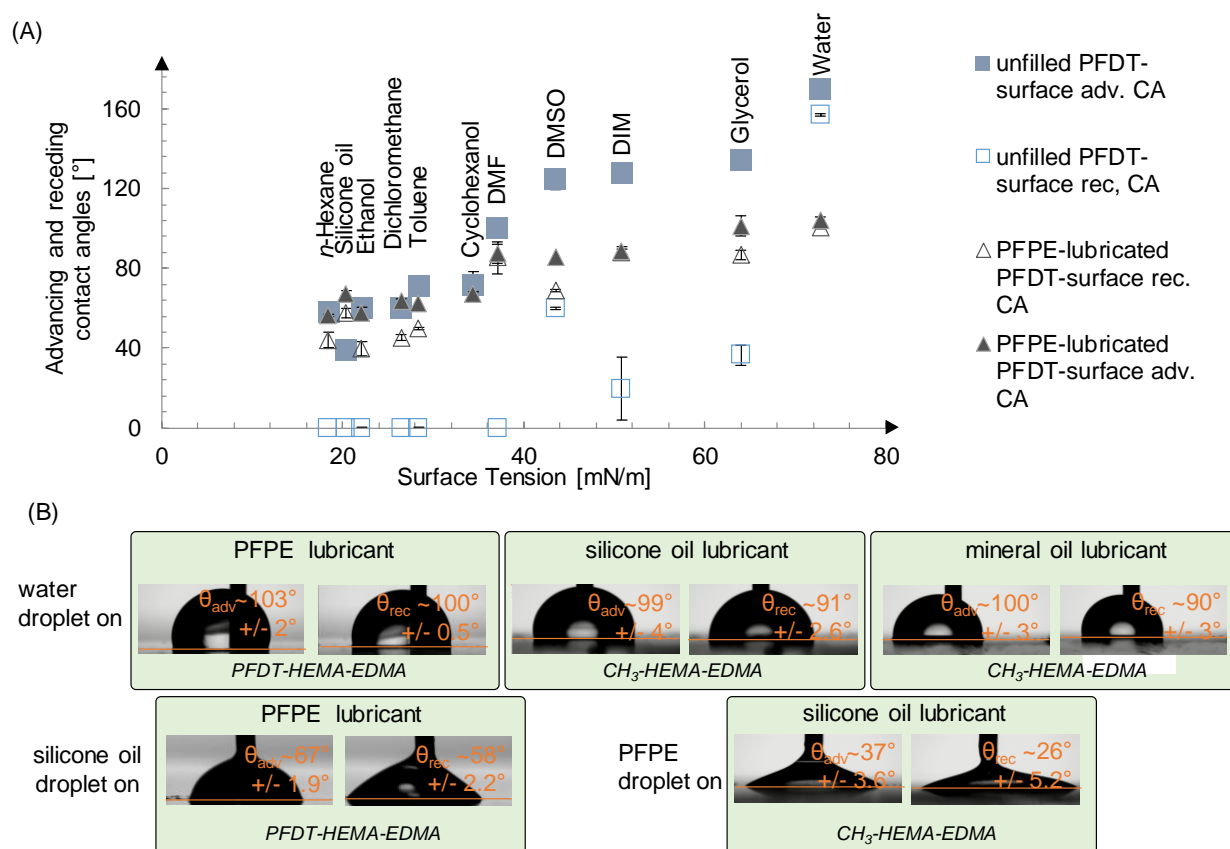 (A)
Advancing and receding
contact angles [°]
160
120
80
40
0
0
20
40
60
80
Surface Tension [mN/m]
n-Hexane
Silicone oil
Ethanol
Dichloromethane
Toluene
Cyclohexanol
DMF
DMSO
DIM
Glycerol
Water
unfilled PFDT-
surface adv. CA
unfilled PFDT-
surface rec, CA
PFPE-lubricated
PFDT-surface rec.
CA
PFPE-lubricated
PFDT-surface adv.
CA
(B)
water
droplet on
PFPE lubricant
θadv~103°
+/- 2°
θrec ~100°
+/- 0.5°
PFDT-HEMA-EDMA
silicone oil lubricant
θadv~99°
+/- 4°
θrec ~91°
+/- 2.6°
CH3-HEMA-EDMA
mineral oil lubricant
θadv~100°
+/- 3°
θrec ~90°
+/- 3°
CH3-HEMA-EDMA
silicone oil
droplet on
PFPE lubricant
θadv~67°
+/- 1.9°
θrec ~58°
+/- 2.2°
PFDT-HEMA-EDMA
PFPE
droplet on
silicone oil lubricant
θadv~37°
+/- 3.6°
θrec ~26°
+/- 5.2°
CH3-HEMA-EDMA